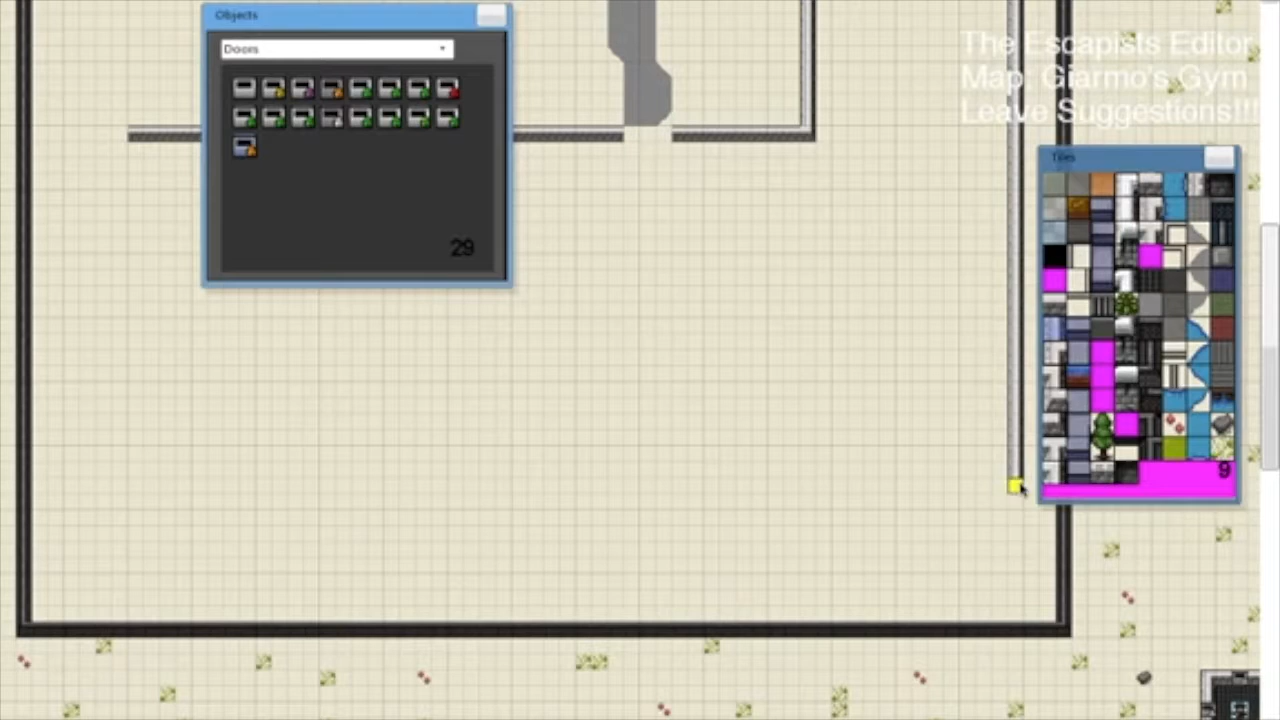 Objects
Doors
29
The Escapists Editor
Map: Giarmo's Gym
Leave Suggestions!!!
Tiles
9